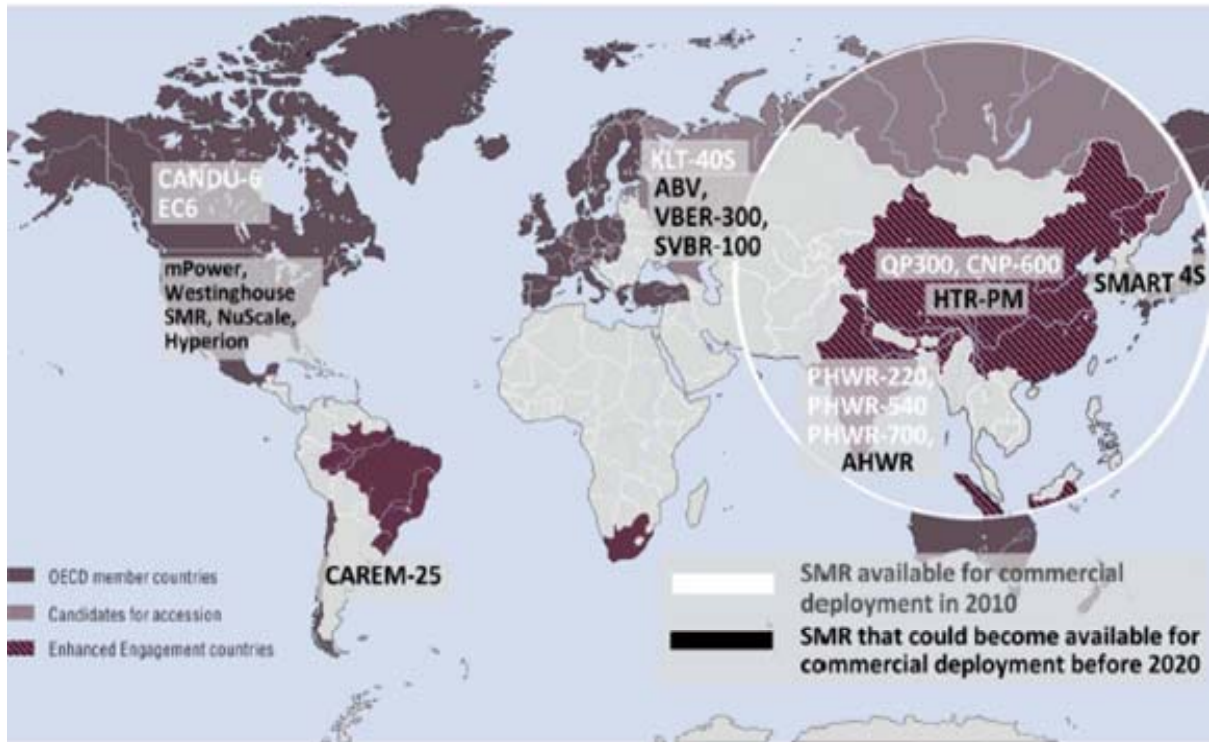 CANDU-6
EC6
mPower,
Westinghouse
SMR, NuScale,
Hyperion
KLT-40S
ABV,
VBER-300,
SVBR-100
QP300, CNP-600
HTR-PM
SMART
4S
PHWR-220,
PHWR-540
PHWR-700,
AHWR
CAREM-25
OECD member countries
Candidates for accession
Enhanced Engagement countries
SMR available for commercial
deployment in 2010
SMR that could become available for
commercial deployment before 2020